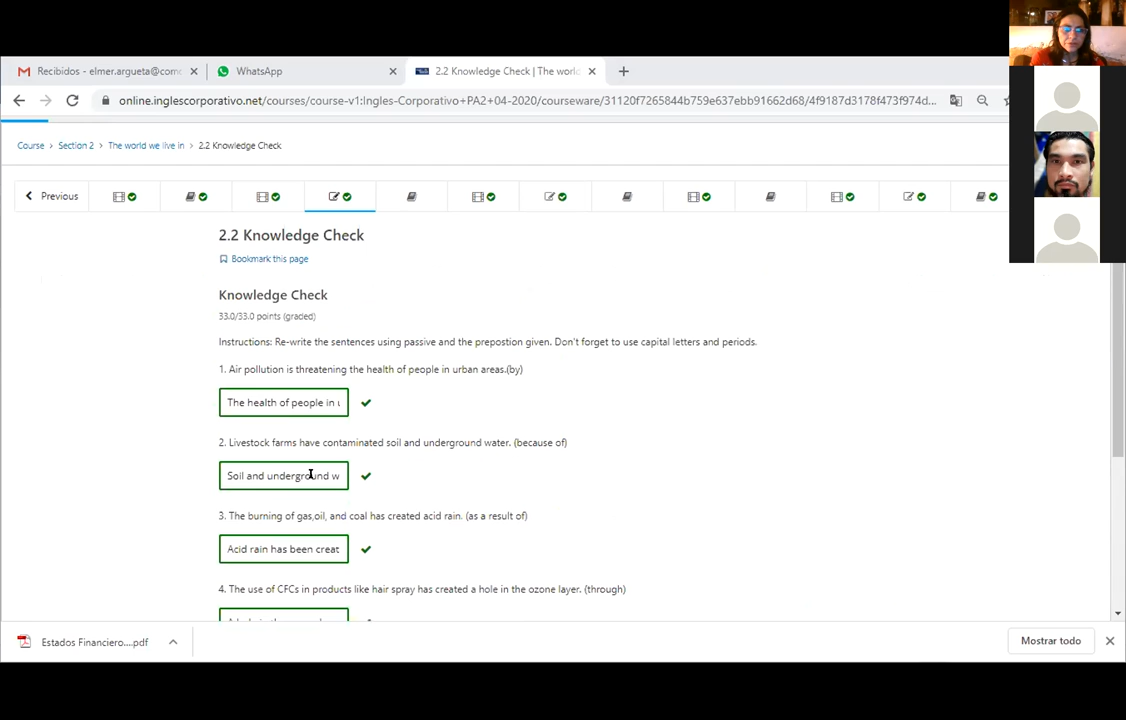 Recibidos - elmer.argueta@com
WhatsApp
2.2 Knowledge Check | The world
online.inglescorporativo.net/courses/course-v1:Ingles-Corporativo+PA2+04-2020/courseware/31120f7265844b759e637ebb91662d68/4f9187d3178f473f974d...
Course > Section 2 > The world we live in > 2.2 Knowledge Check
Previous
2.2 Knowledge Check
Bookmark this page
Knowledge Check
33.0/33.0 points (graded)
Instructions: Re-write the sentences using passive and the prepostion given. Don't forget to use capital letters and periods.
1. Air pollution is threatening the health of people in urban areas.(by)
The health of people in u
2. Livestock farms have contaminated soil and underground water. (because of)
Soil and underground w
3. The burning of gas,oil, and coal has created acid rain. (as a result of)
Acid rain has been creat
4. The use of CFCs in products like hair spray has created a hole in the ozone layer. (through)
Estados Financiero....pdf
Mostrar todo